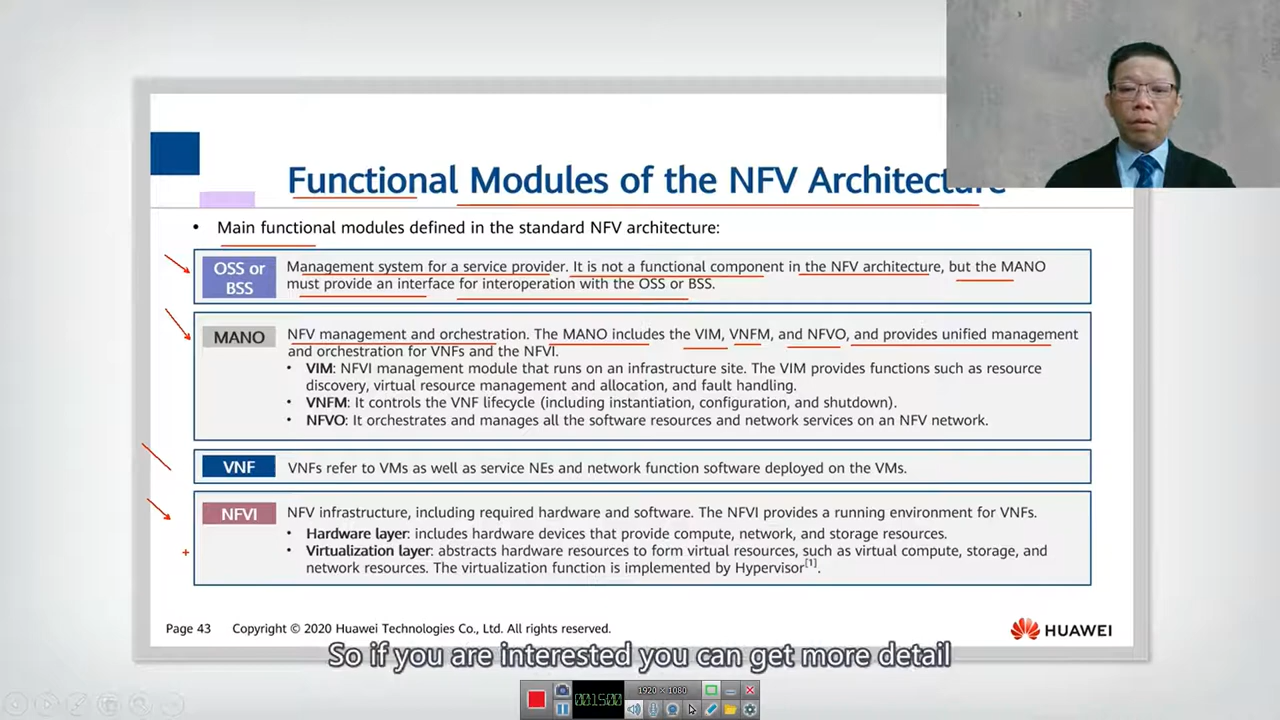 Functional Modules of the NFV Architecture
• Main functional modules defined in the standard NFV architecture:
OSS or
BSS
Management system for a service provider. It is not a functional component in the NFV architecture, but the MANO
must provide an interface for interoperation with the OSS or BSS.
MANO
NFV management and orchestration. The MANO includes the VIM, VNFM, and NFVO, and provides unified management
and orchestration for VNFs and the NFVI.
• VIM: NFVI management module that runs on an infrastructure site. The VIM provides functions such as resource
discovery, virtual resource management and allocation, and fault handling.
• VNFM: It controls the VNF lifecycle (including instantiation, configuration, and shutdown).
• NFVO: It orchestrates and manages all the software resources and network services on an NFV network.
VNF
VNFs refer to VMs as well as service NEs and network function software deployed on the VMs.
NFVI
NFV infrastructure, including required hardware and software. The NFVI provides a running environment for VNFs.
• Hardware layer: includes hardware devices that provide compute, network, and storage resources.
• Virtualization layer: abstracts hardware resources to form virtual resources, such as virtual compute, storage, and
network resources. The virtualization function is implemented by Hypervisor[1].
Page 43 Copyright © 2020 Huawei Technologies Co., Ltd. All rights reserved.
HUAWEI
So if you are interested you can get more detail
001500
1920 × 1080